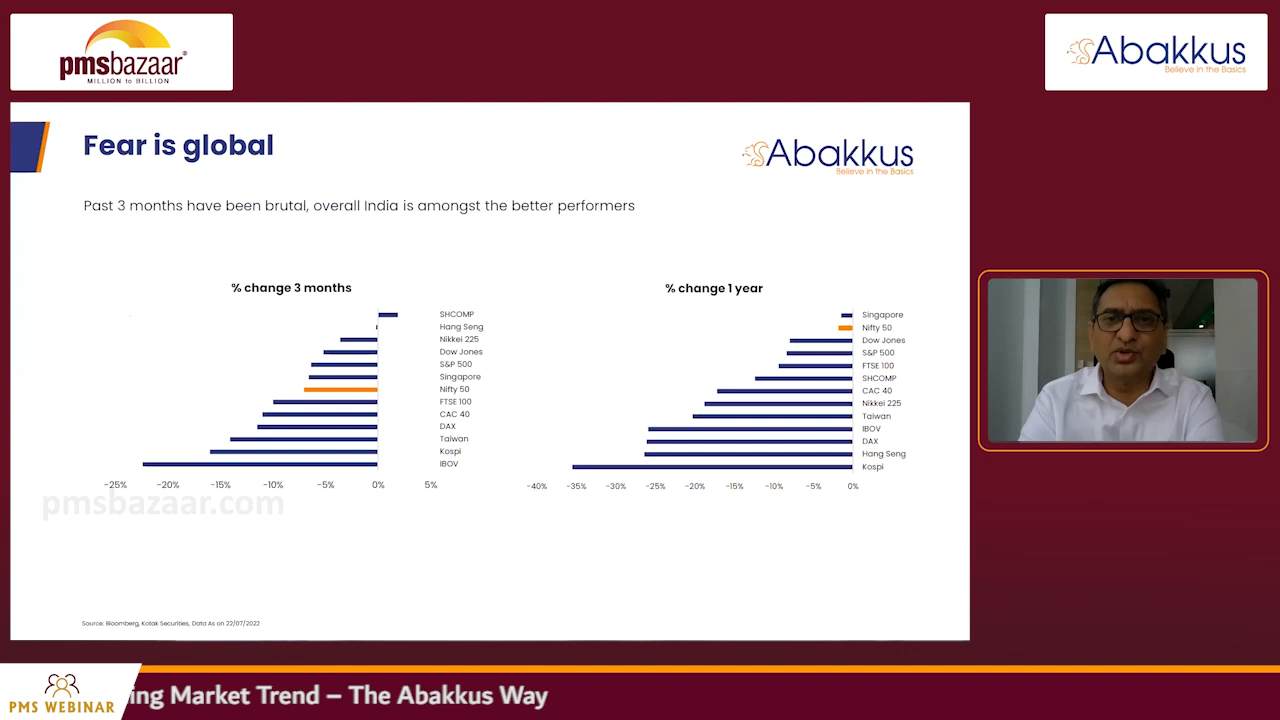 pmsbazaar®
MILLION to BILLION
Abakkus
Believe in the Basics
Fear is global
Abakkus
Believe in the Basics
Past 3 months have been brutal, overall India is amongst the better performers
% change 3 months
SHCOMP
Hang Seng
Nikkei 225
Dow Jones
S&P 500
Singapore
Nifty 50
FTSE 100
CAC 40
DAX
Taiwan
Kospi
IBOV
-25% -20% -15% -10% -5% 0% 5%
% change 1 year
Singapore
Nifty 50
Dow Jones
S&P 500
FTSE 100
SHCOMP
CAC 40
Nikkei 225
Taiwan
IBOV
DAX
Hang Seng
Kospi
-40% -35% -30% -25% -20% -15% -10% -5% 0%
pmsbazaar.com
Source: Bloomberg, Kotak Securities, Data As on 22/07/2022
PMS WEBINAR
ing Market Trend – The Abakkus Way